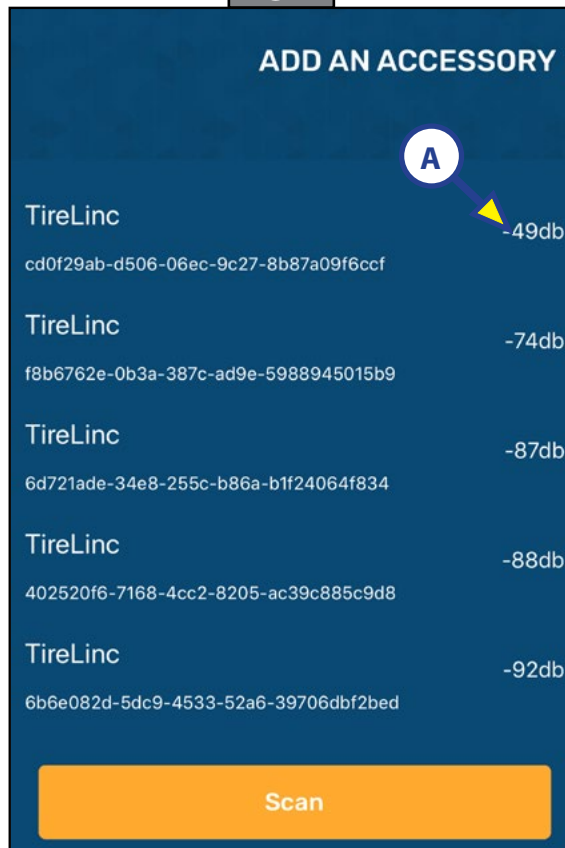 ADD AN ACCESSORY
A
TireLinc
-49db
cd0f29ab-d506-06ec-9c27-8b87a09f6ccf
TireLinc
-74db
f8b6762e-0b3a-387c-ad9e-5988945015b9
TireLinc
-87db
6d721ade-34e8-255c-b86a-b1f24064f834
TireLinc
-88db
402520f6-7168-4cc2-8205-ac39c885c9d8
TireLinc
-92db
6b6e082d-5dc9-4533-52a6-39706dbf2bed
Scan